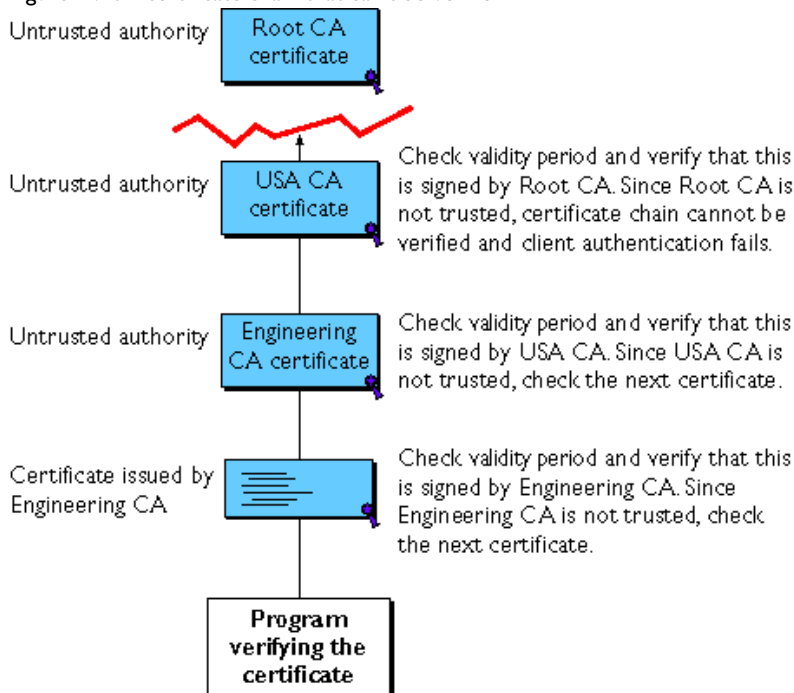 Untrusted authority
Root CA
certificate
Untrusted authority
USA CA
certificate
Check validity period and verify that this
is signed by Root CA. Since Root CA is
not trusted, certificate chain cannot be
verified and client authentication fails.
Untrusted authority
Engineering
CA certificate
Check validity period and verify that this
is signed by USA CA. Since USA CA is
not trusted, check the next certificate.
Certificate issued by
Engineering CA
Check validity period and verify that this
is signed by Engineering CA. Since
Engineering CA is not trusted, check
the next certificate.
Program
verifying the
certificate